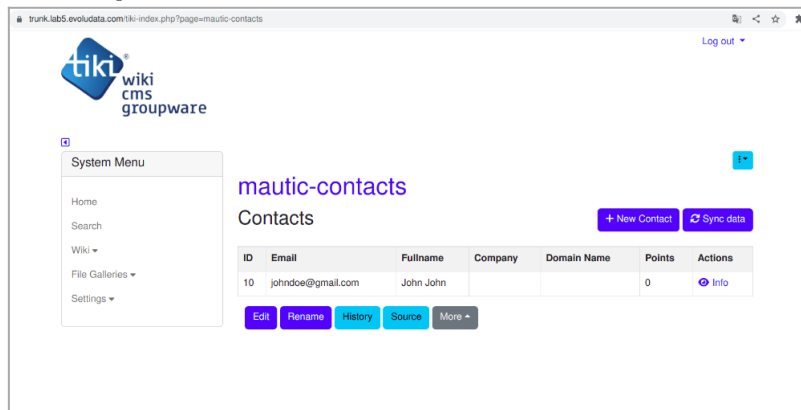 trunk.lab5.evoludata.com/tiki-index.php?page=mautic-contacts
Log out
tiki
wiki
cms
groupware
System Menu
Home
Search
Wiki
File Galleries
Settings
mautic-contacts
Contacts
+ New Contact Sync data
ID Email Fullname Company Domain Name Points Actions
10 johndoe@gmail.com John John 0 Info
Edit Rename History Source More